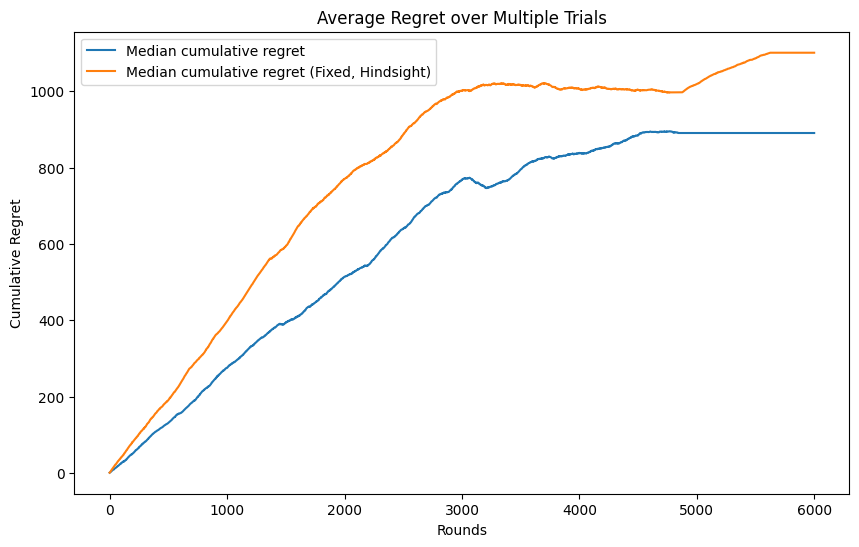 Average Regret over Multiple Trials
Median cumulative regret
Median cumulative regret (Fixed, Hindsight)
Cumulative Regret
1000
800
600
400
200
0
0 1000 2000 3000 4000 5000 6000
Rounds